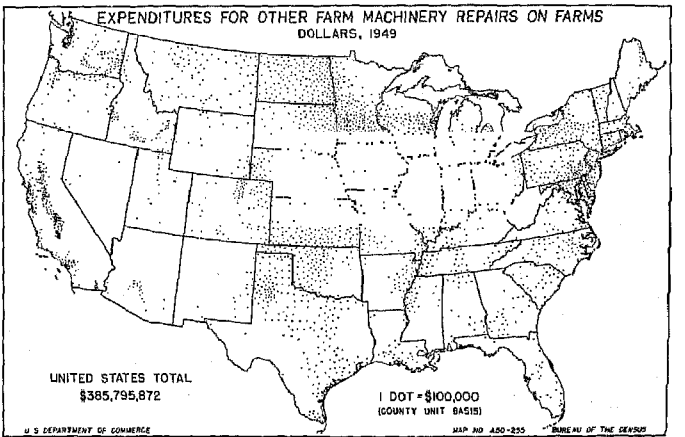 EXPENDITURES FOR OTHER FARM MACHINERY REPAIRS ON FARMS
DOLLARS, 1949
UNITED STATES TOTAL
$385,795,872
1 DOT = $100,000
(COUNTY UNIT BASIS)
U S DEPARTMENT OF COMMERCE
MAP NO A50-255
BUREAU OF THE CENSUS